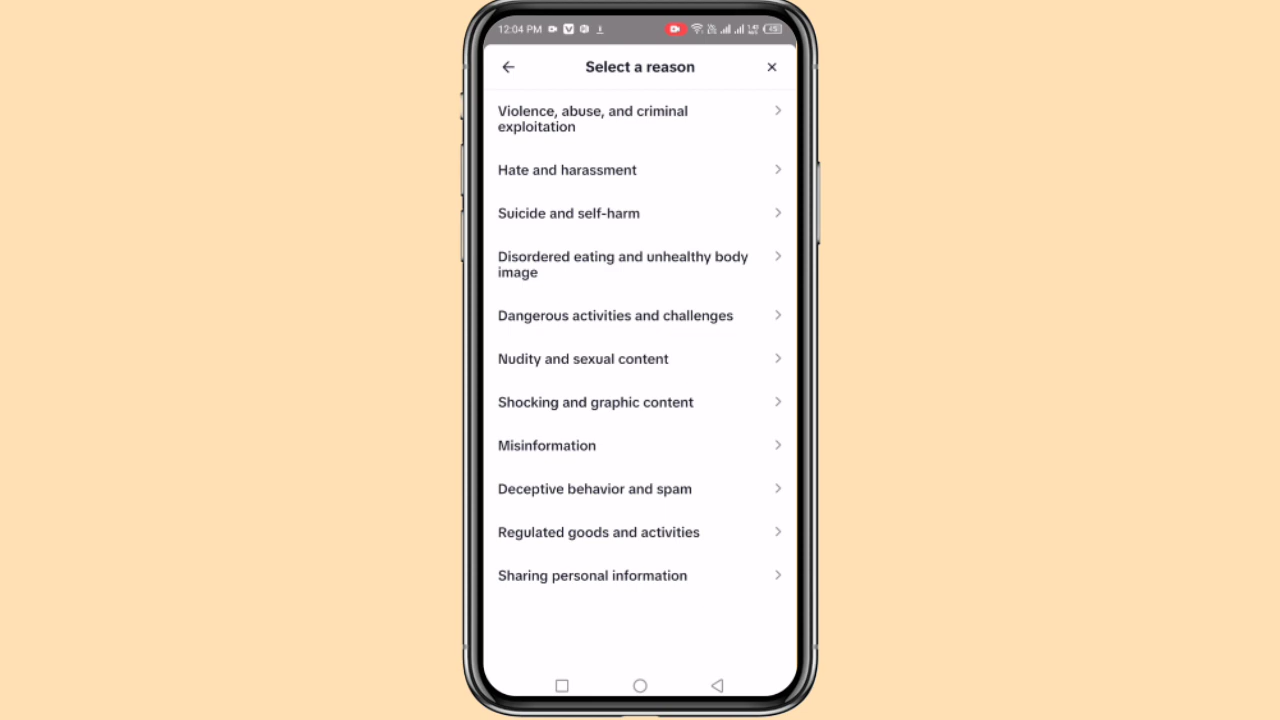 12:04 PM
Select a reason
Violence, abuse, and criminal
exploitation
Hate and harassment
Suicide and self-harm
Disordered eating and unhealthy body
image
Dangerous activities and challenges
Nudity and sexual content
Shocking and graphic content
Misinformation
Deceptive behavior and spam
Regulated goods and activities
Sharing personal information